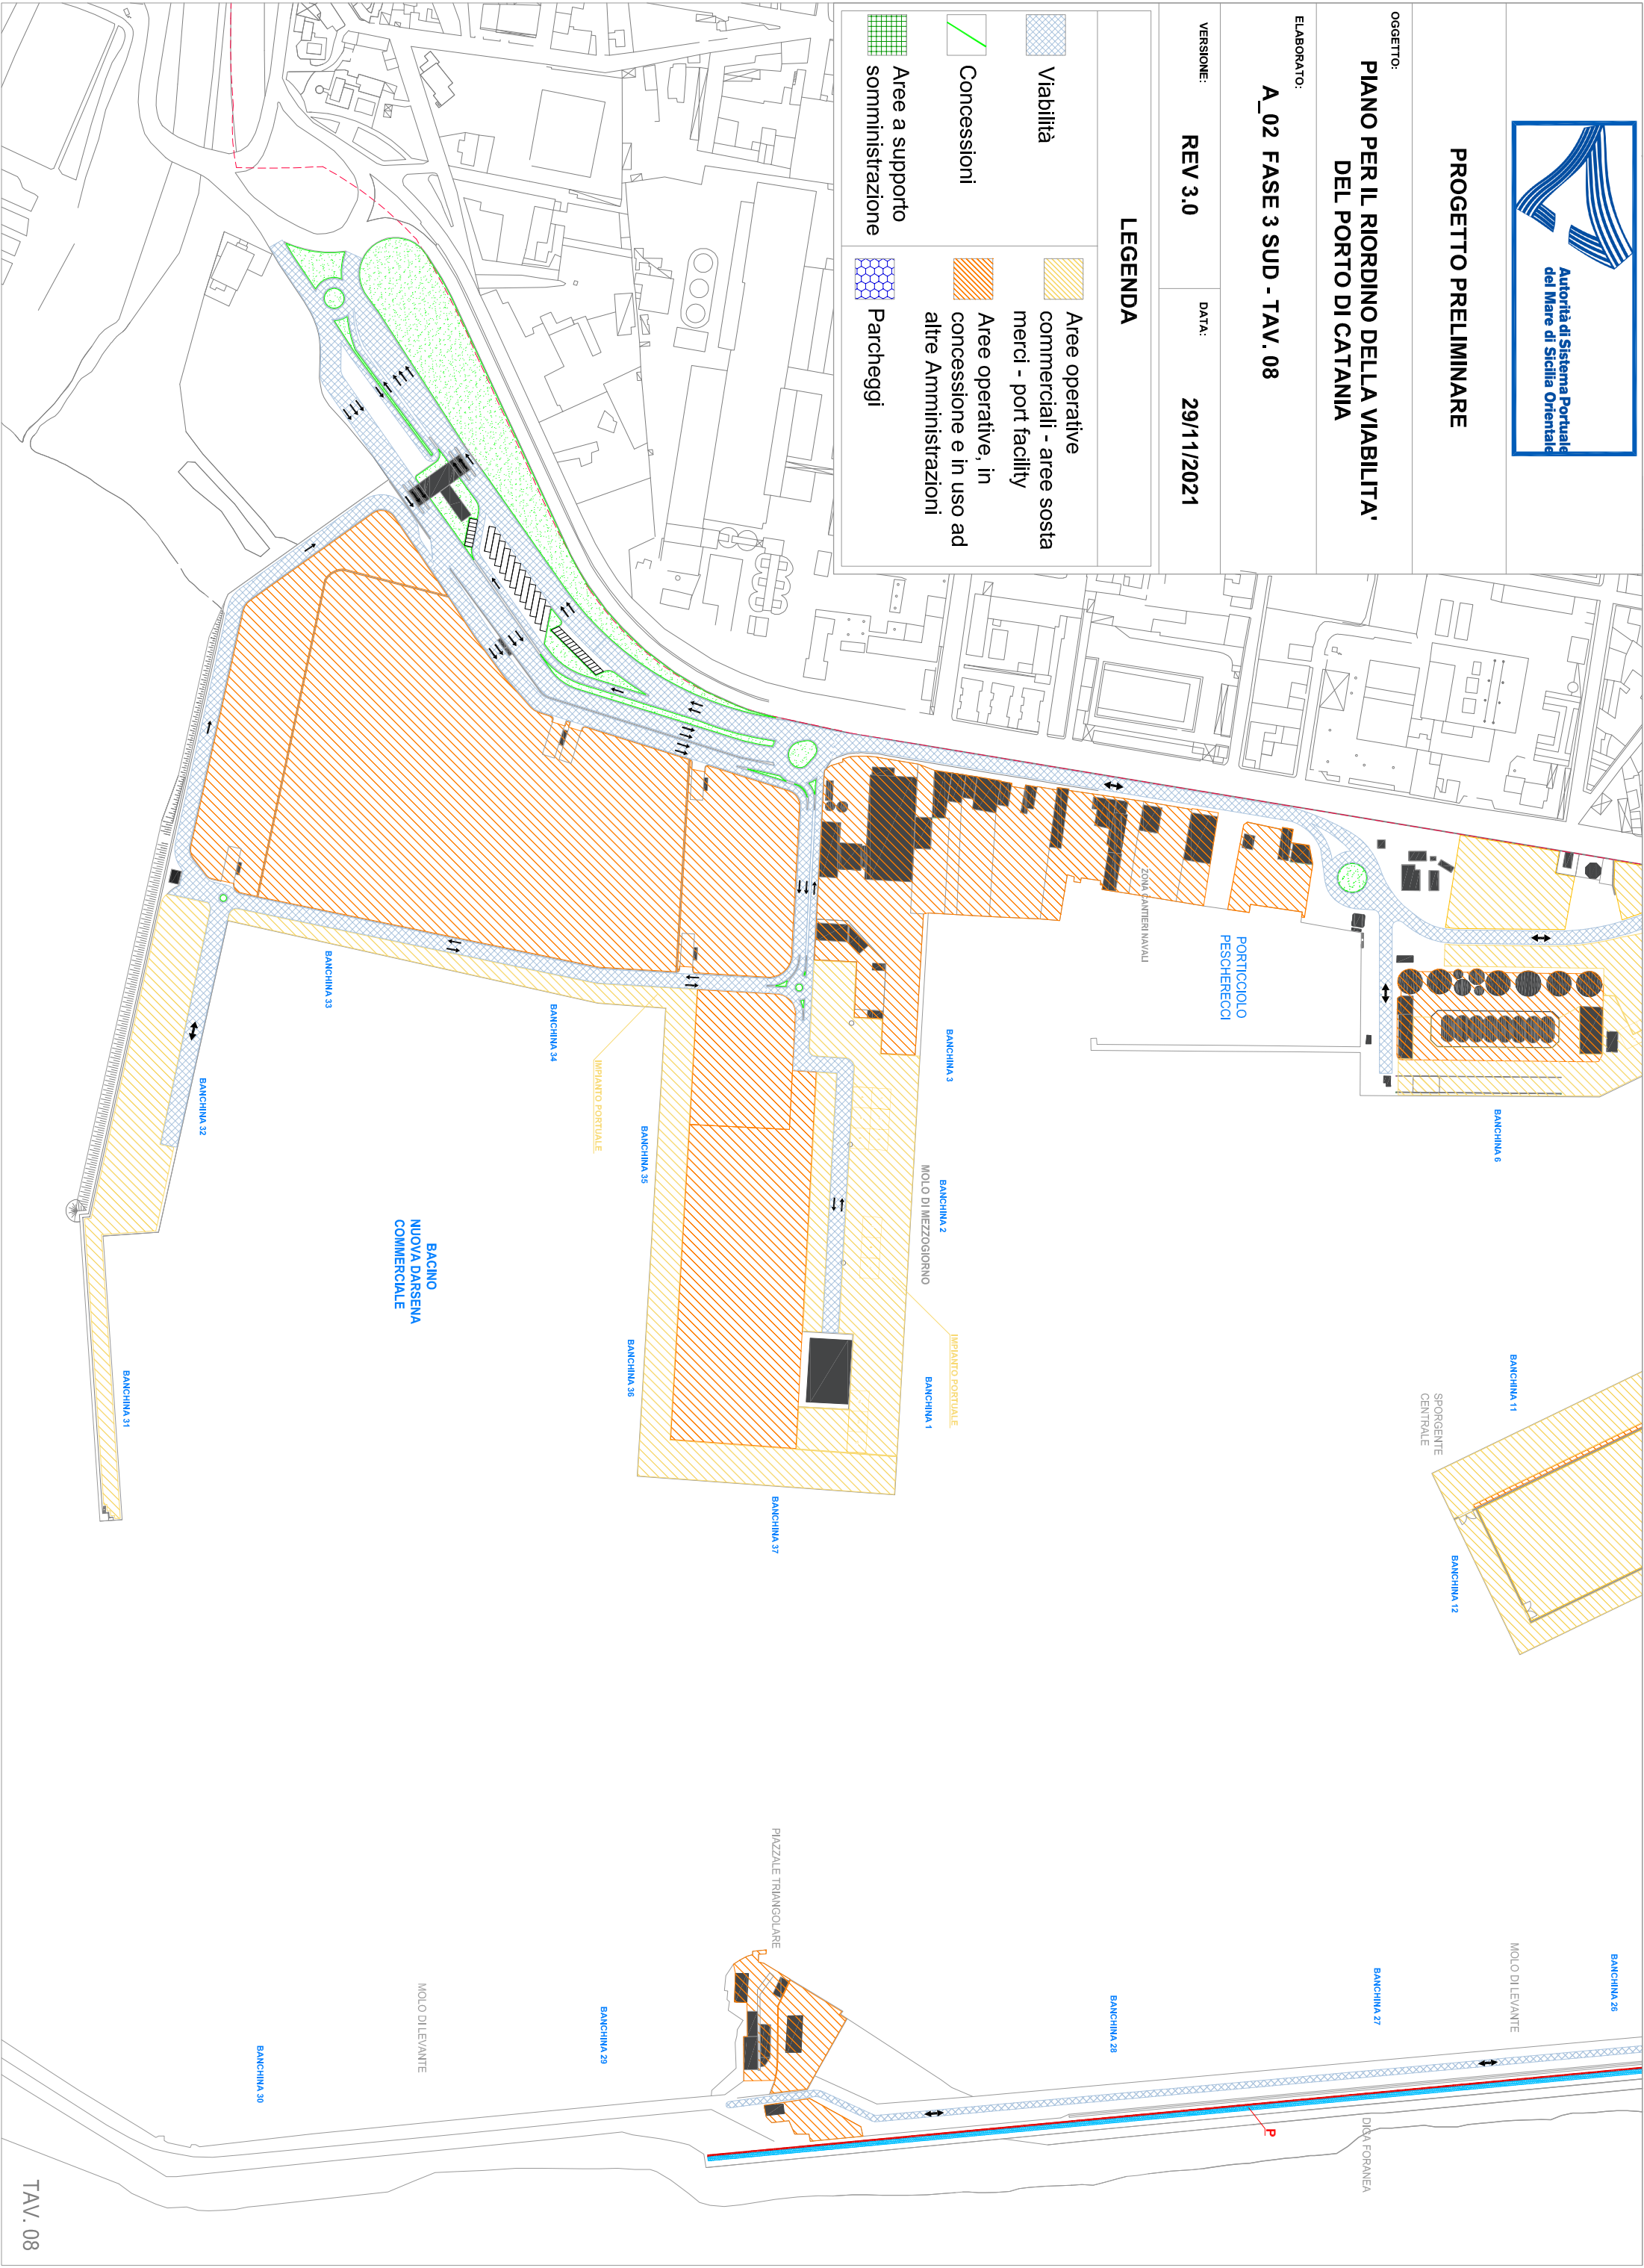 Autorità di Sistema Portuale
del Mare di Sicilia Orientale
PROGETTO PRELIMINARE
OGGETTO:
PIANO PER IL RIORDINO DELLA VIABILITA'
DEL PORTO DI CATANIA
ELABORATO:
A_02 FASE 3 SUD - TAV. 08
VERSIONE:
REV 3.0
DATA:
29/11/2021
LEGENDA
Viabilità
Concessioni
Aree a supporto
somministrazione
Aree operative
commerciali - aree sosta
merci - port facility
Aree operative, in
concessione e in uso ad
altre Amministrazioni
Parcheggi
ZONA CANTIERI NAVALI
PORTICCIOLO
PESCHERECCI
BANCHINA 6
BANCHINA 3
BANCHINA 2
MOLO DI MEZZOGIORNO
BANCHINA 1
IMPIANTO PORTUALE
BANCHINA 33
BANCHINA 34
IMPIANTO PORTUALE
BANCHINA 35
BANCHINA 36
BANCHINA 37
BANCHINA 32
BANCHINA 31
BACINO
NUOVA DARSENA
COMMERCIALE
BANCHINA 11
SPORGENTE
CENTRALE
BANCHINA 12
BANCHINA 26
MOLO DI LEVANTE
BANCHINA 27
BANCHINA 28
P
DIGA FORANEA
PIAZZALE TRIANGOLARE
BANCHINA 29
MOLO DI LEVANTE
BANCHINA 30
TAV. 08